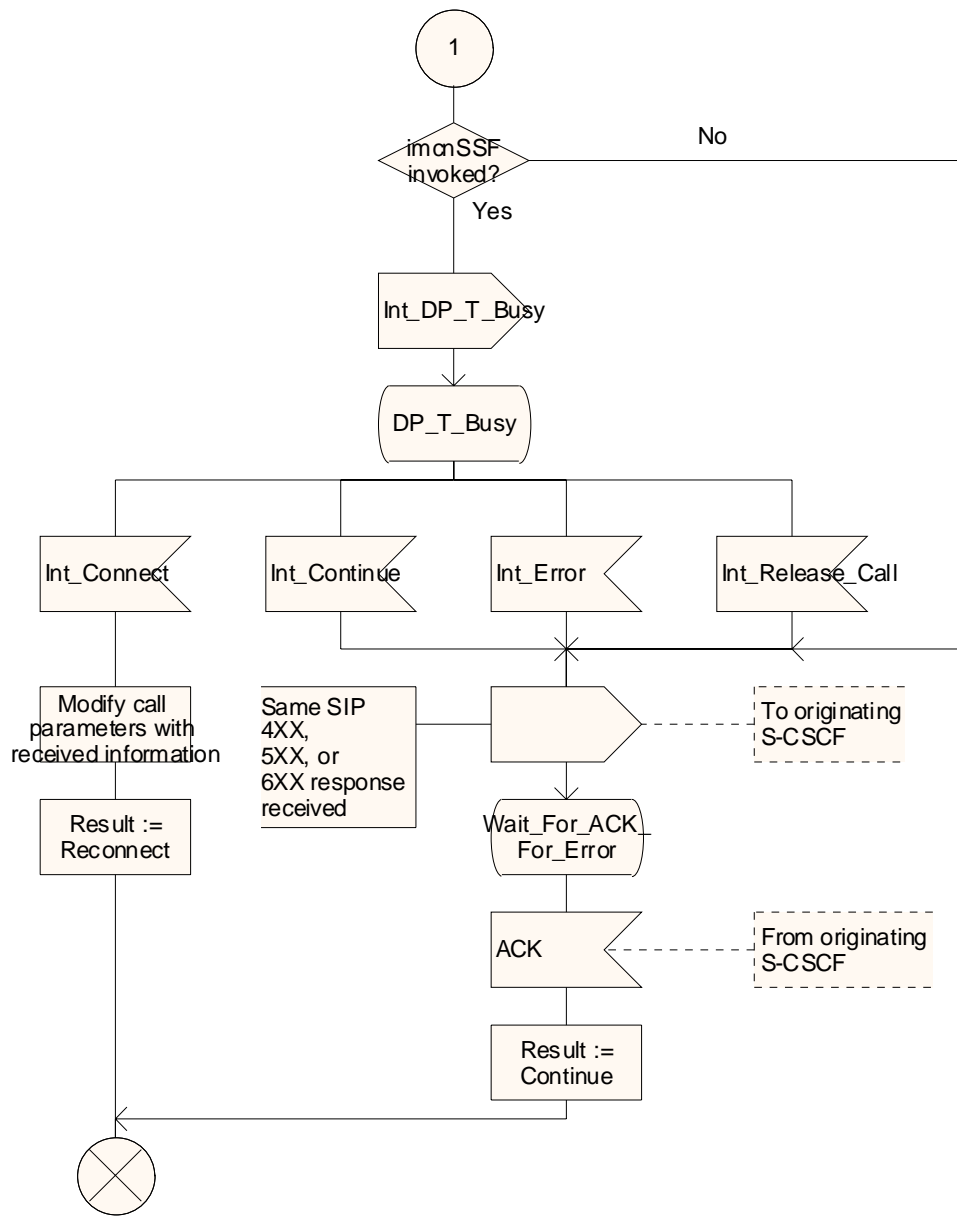 1
imcnSSF
invoked?
No
Yes
Int_DP_T_Busy
DP_T_Busy
Int_Connect
Int_Continue
Int_Error
Int_Release_Call
Modify call
parameters with
received information
Same SIP
4XX,
5XX, or
6XX response
received
To originating
S-CSCF
Result :=
Reconnect
Wait_For_ACK_
For_Error
ACK
From originating
S-CSCF
Result :=
Continue